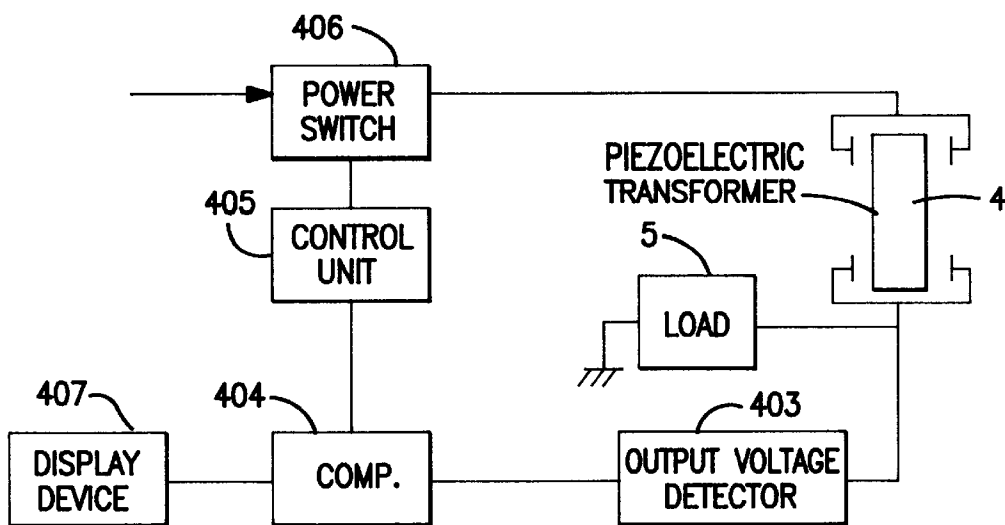 406
POWER
SWITCH
PIEZOELECTRIC
TRANSFORMER
4
405
CONTROL
UNIT
5
LOAD
407
DISPLAY
DEVICE
404
COMP.
403
OUTPUT VOLTAGE
DETECTOR